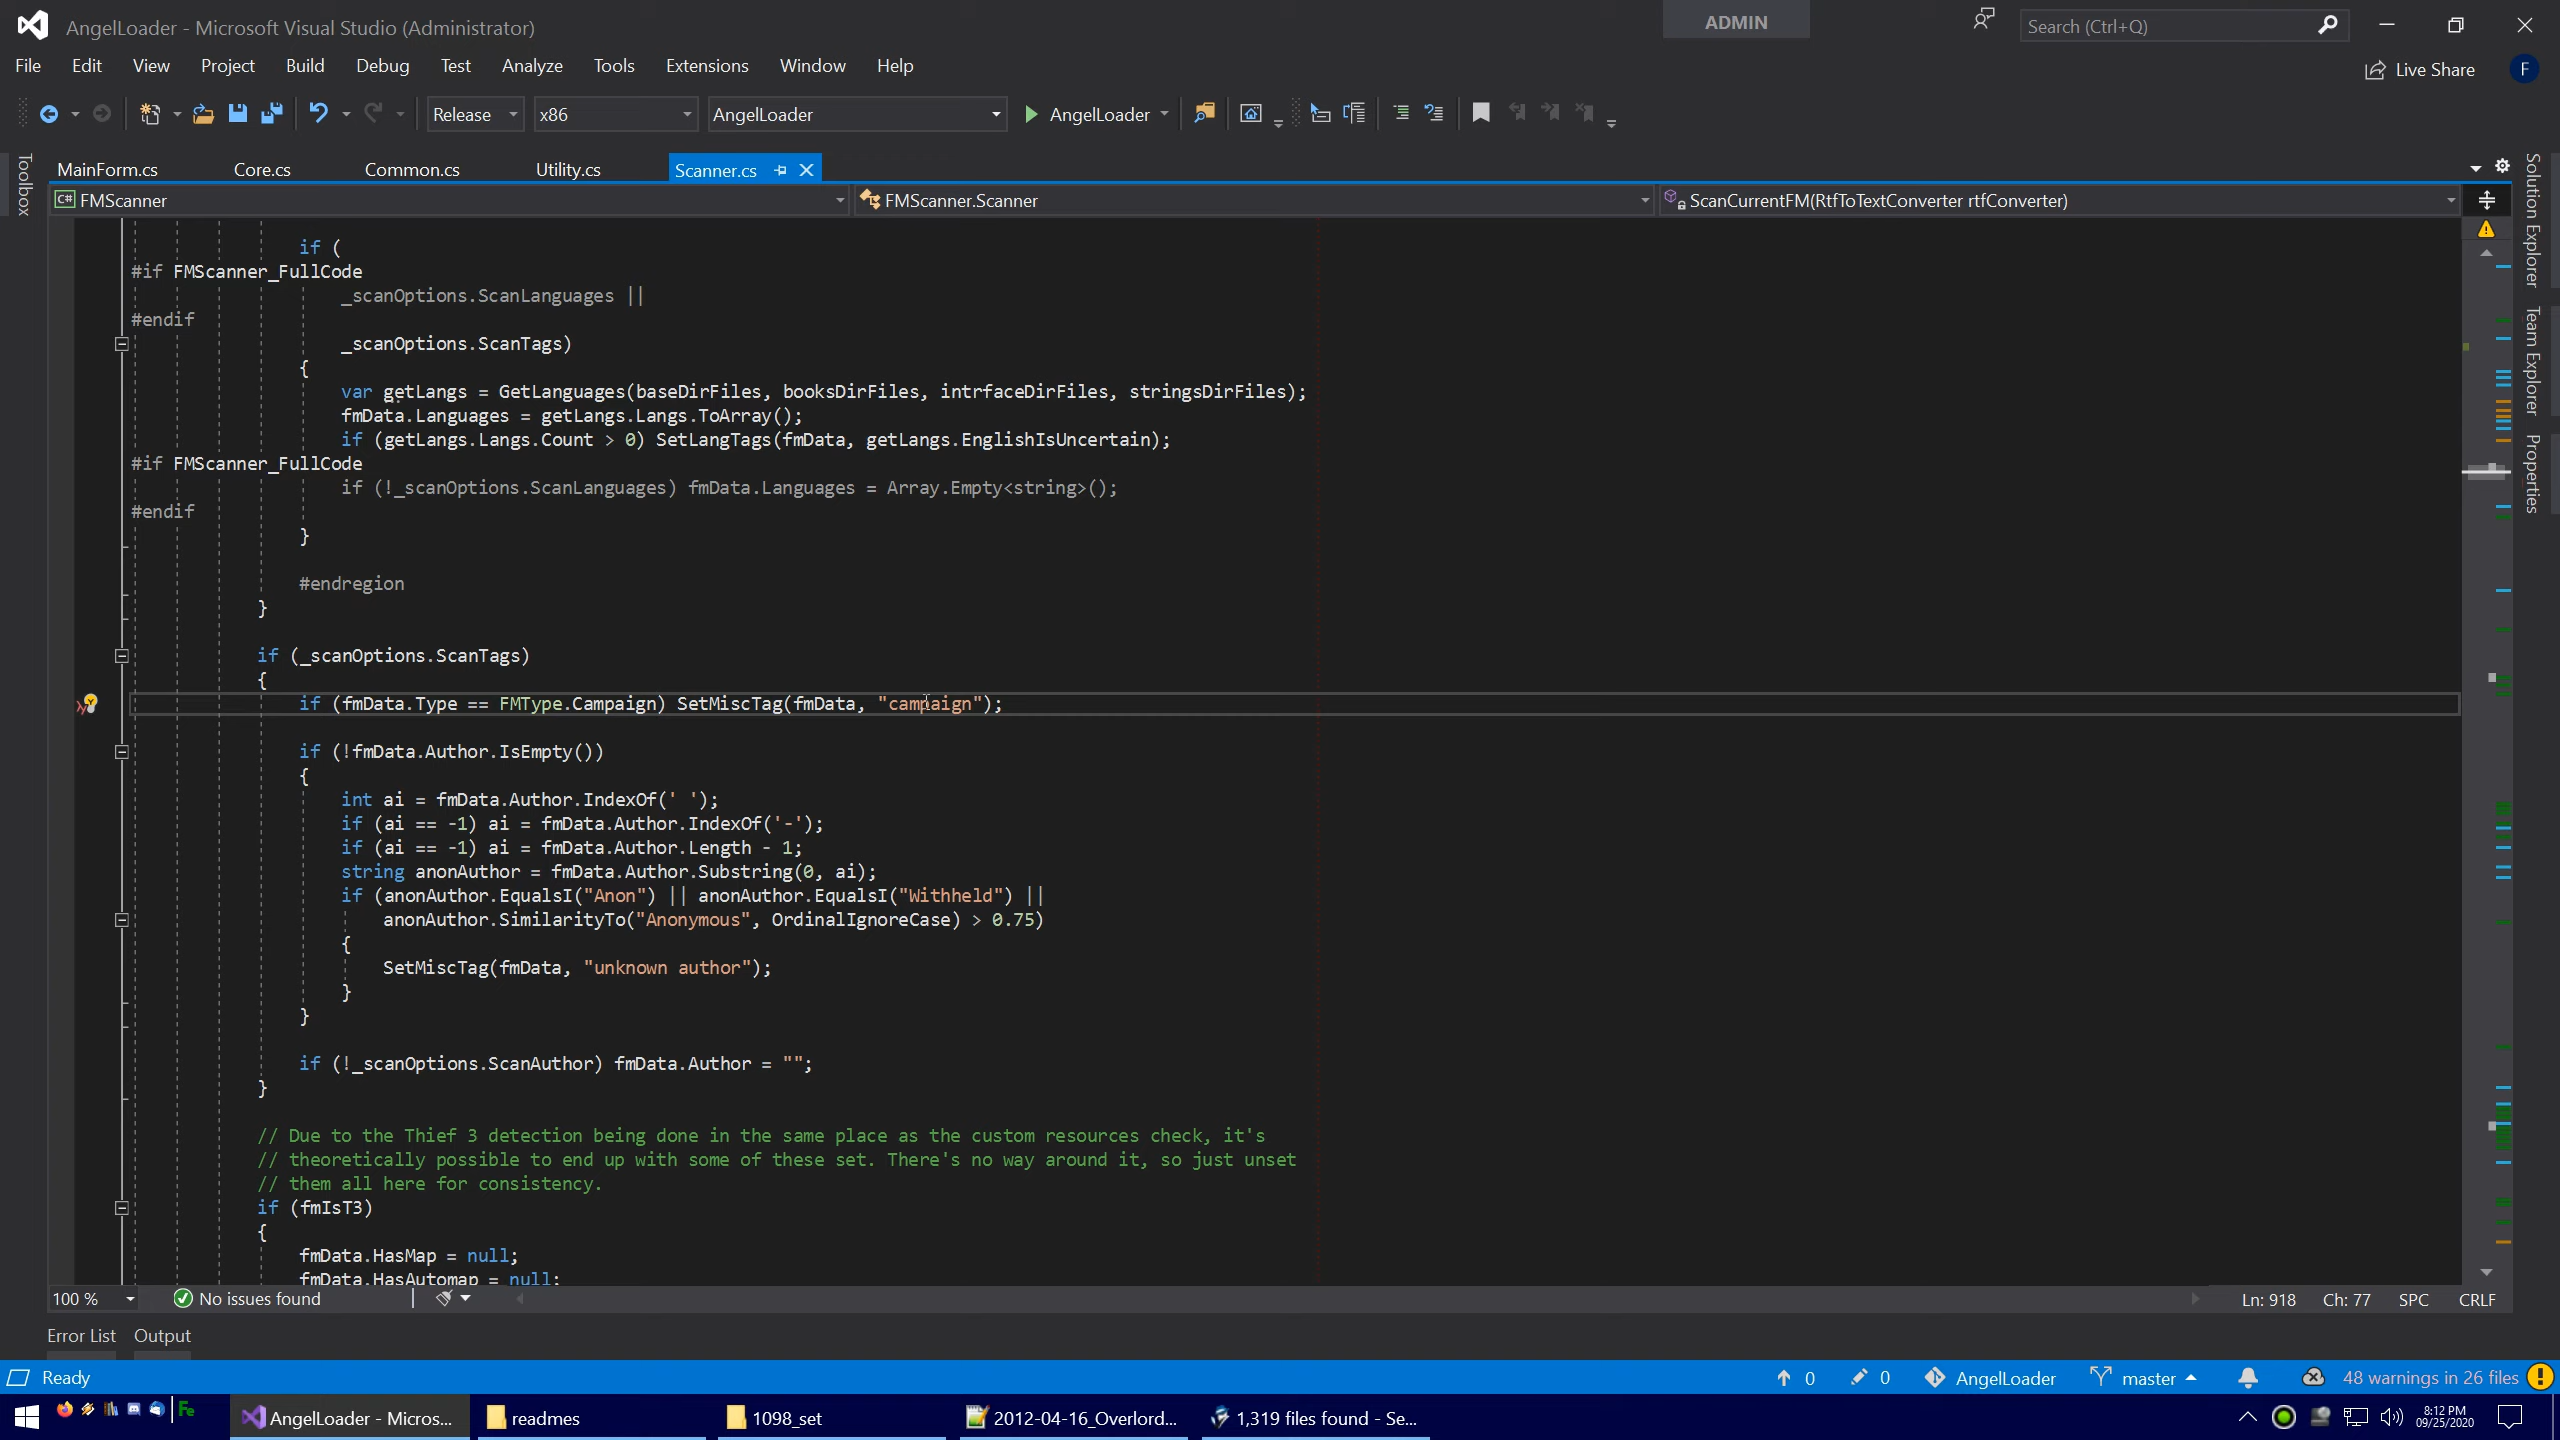 AngelLoader - Microsoft Visual Studio (Administrator)
ADMIN
Search (Ctrl+Q)
File Edit View Project Build Debug Test Analyze Tools Extensions Window Help
Live Share
F
Release
x86
AngelLoader
AngelLoader
Toolbox
MainForm.cs
Core.cs
Common.cs
Utility.cs
Scanner.cs
C# FMScanner
FMScanner.Scanner
ScanCurrentFM(RtfToTextConverter rtfConverter)
Solution Explorer
Team Explorer
Properties
if (
#if FMScanner_FullCode
_scanOptions.ScanLanguages ||
#endif
_scanOptions.ScanTags)
{
var getLangs = GetLanguages(baseDirFiles, booksDirFiles, intrfaceDirFiles, stringsDirFiles);
fmData.Languages = getLangs.Langs.ToArray();
if (getLangs.Langs.Count > 0) SetLangTags(fmData, getLangs.EnglishIsUncertain);
#if FMScanner_FullCode
if (!_scanOptions.ScanLanguages) fmData.Languages = Array.Empty<string>();
#endif
}
#endregion
}
if (_scanOptions.ScanTags)
{
if (fmData.Type == FMType.Campaign) SetMiscTag(fmData, "campaign");
if (!fmData.Author.IsEmpty())
{
int ai = fmData.Author.IndexOf(' ');
if (ai == -1) ai = fmData.Author.IndexOf('-');
if (ai == -1) ai = fmData.Author.Length - 1;
string anonAuthor = fmData.Author.Substring(0, ai);
if (anonAuthor.EqualsI("Anon") || anonAuthor.EqualsI("Withheld") ||
anonAuthor.SimilarityTo("Anonymous", OrdinalIgnoreCase) > 0.75)
{
SetMiscTag(fmData, "unknown author");
}
}
if (!_scanOptions.ScanAuthor) fmData.Author = "";
}
// Due to the Thief 3 detection being done in the same place as the custom resources check, it's
// theoretically possible to end up with some of these set. There's no way around it, so just unset
// them all here for consistency.
if (fmIsT3)
{
fmData.HasMap = null;
fmData.HasAutomap = null;
100 %
No issues found
Ln: 918 Ch: 77 SPC CRLF
Error List Output
Ready
0
0
AngelLoader
master
48 warnings in 26 files
Fe
AngelLoader - Micros...
readmes
1098_set
2012-04-16_Overlord...
1,319 files found - Se...
8:12 PM
09/25/2020